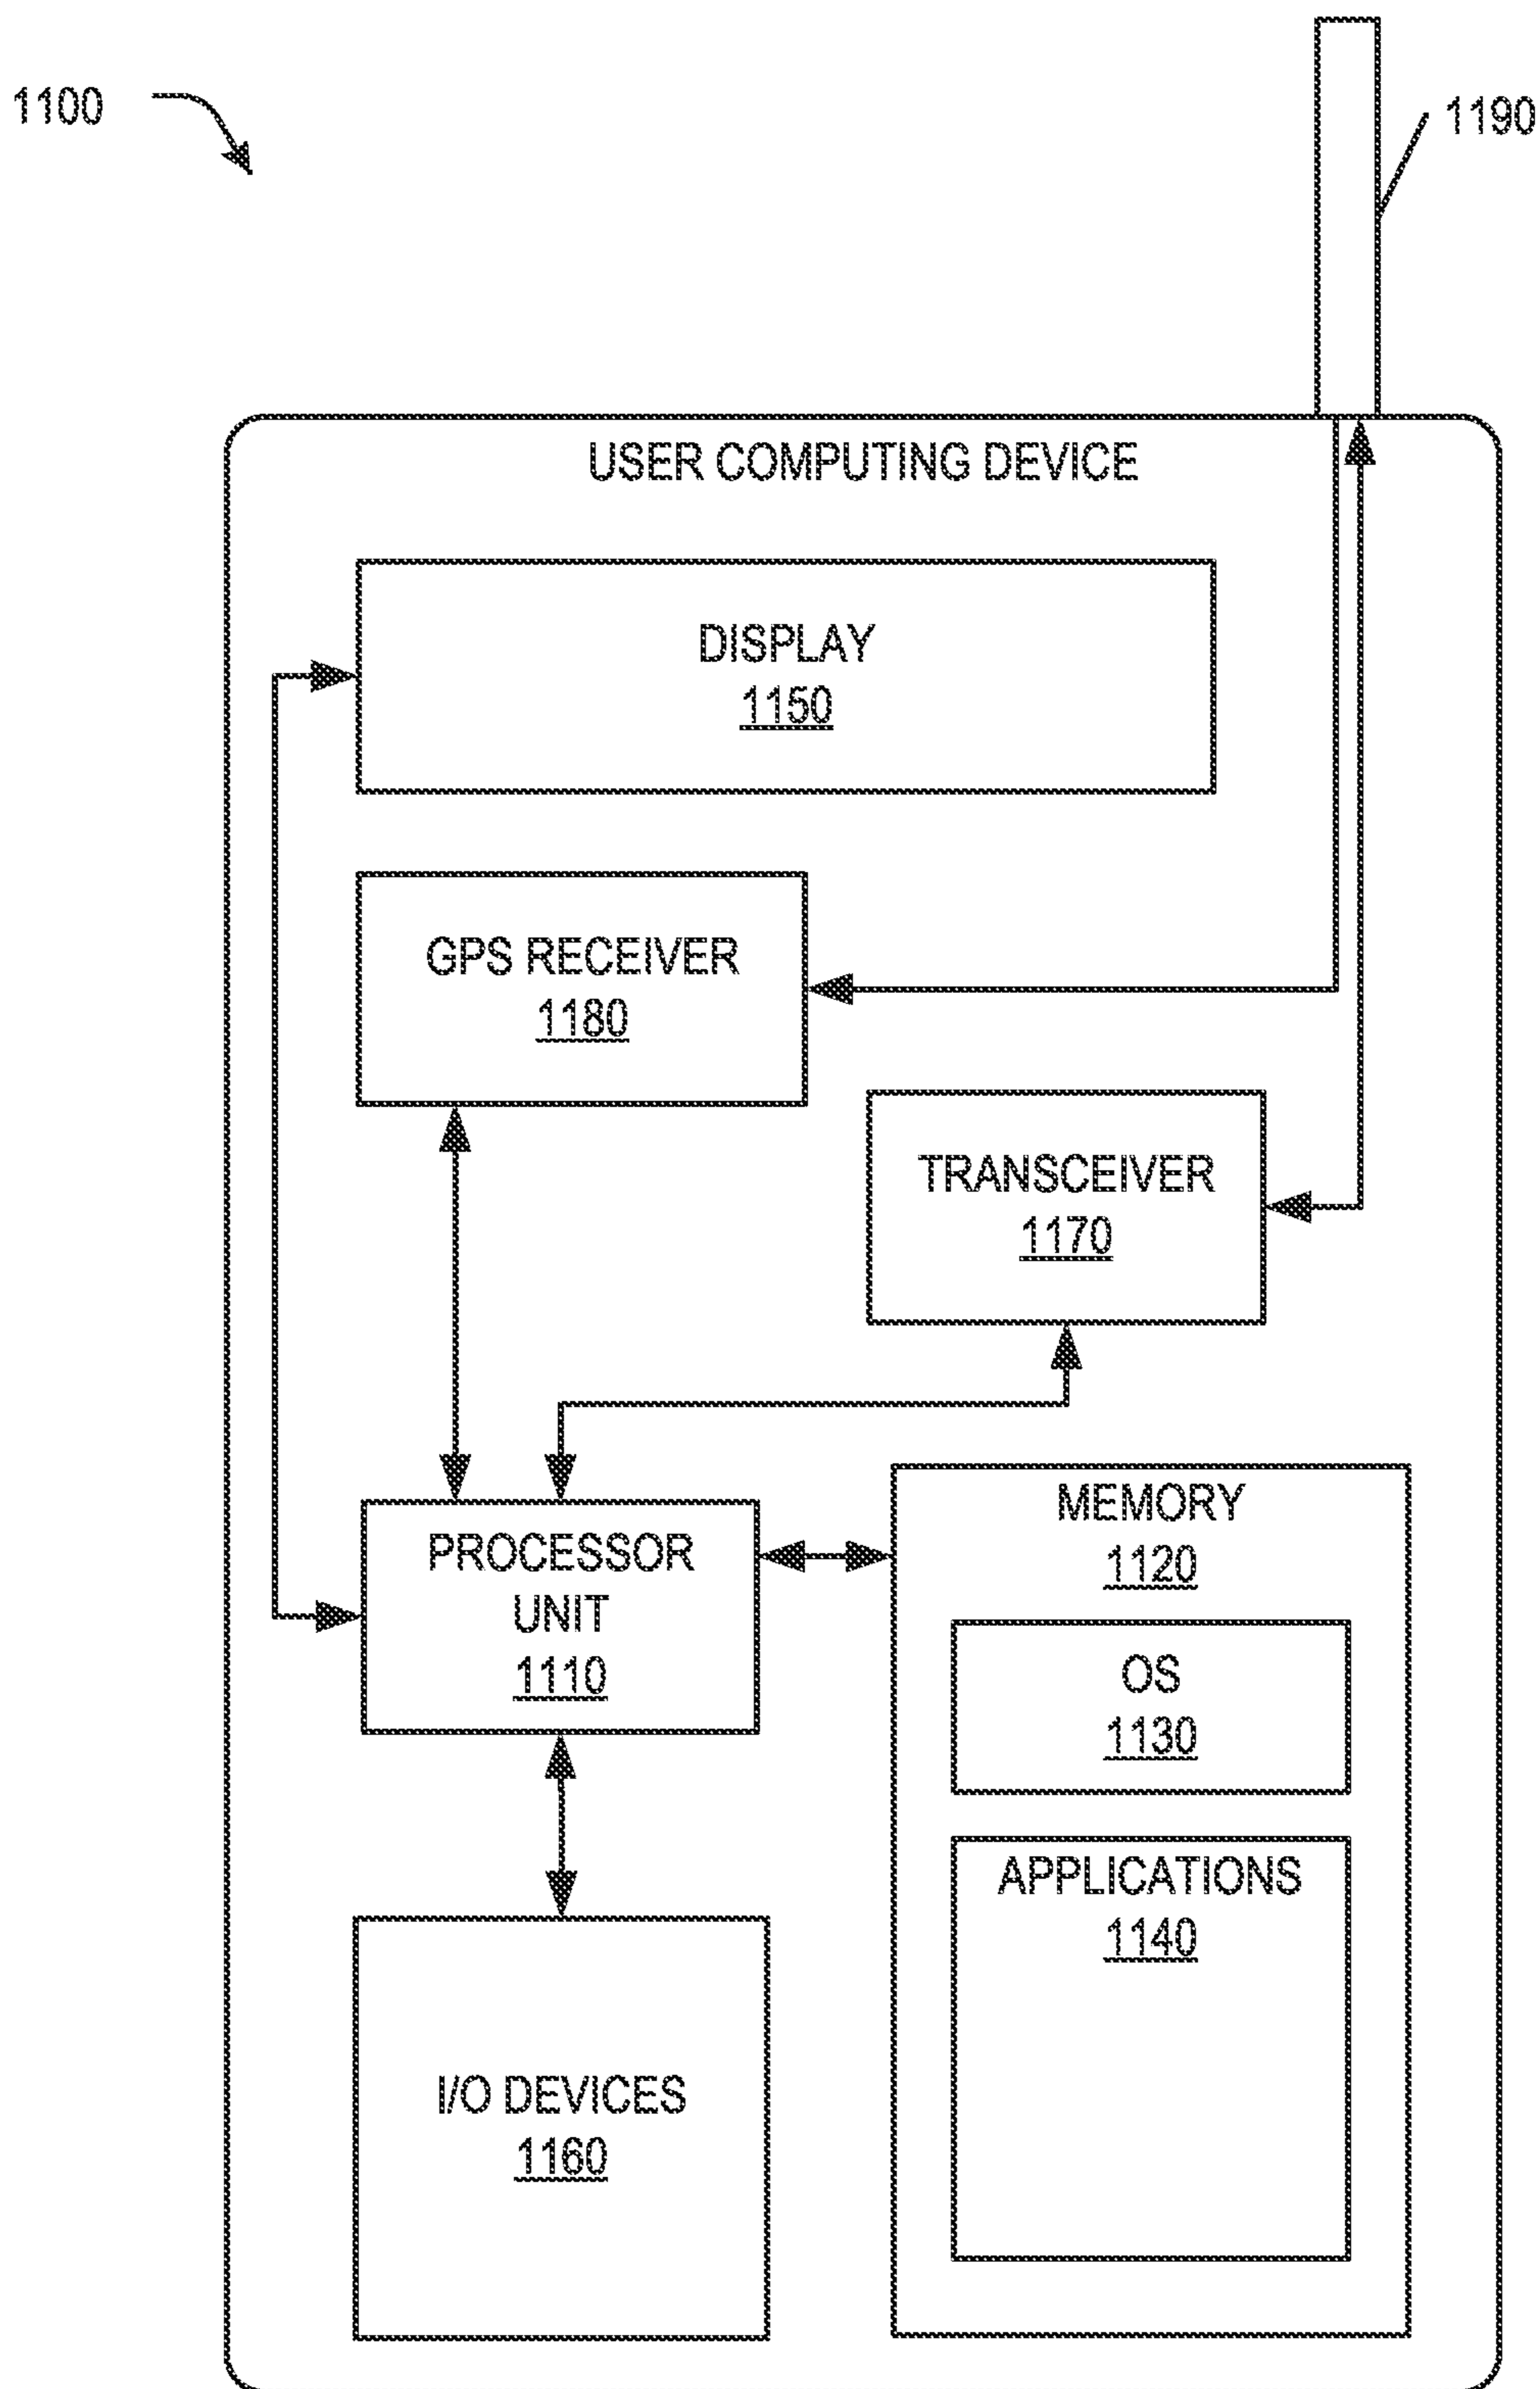 1100
1190
USER COMPUTING DEVICE
DISPLAY
1150
GPS RECEIVER
1180
TRANSCEIVER
1170
PROCESSOR
UNIT
1110
MEMORY
1120
OS
1130
APPLICATIONS
1140
I/O DEVICES
1160